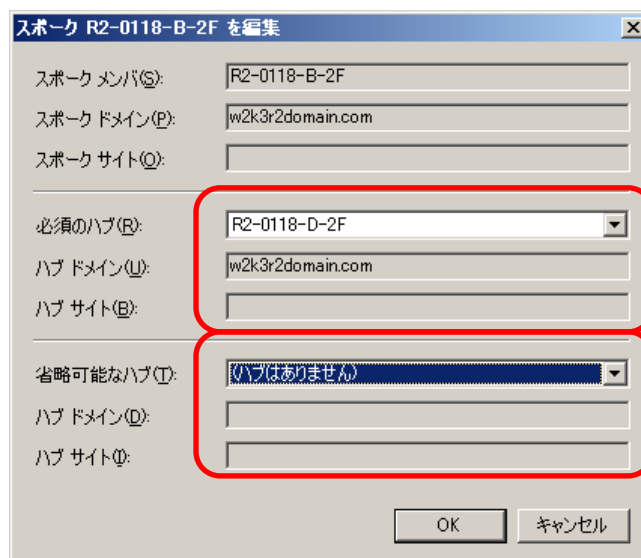 スポーク R2-0118-B-2F を編集
スポーク メンバ(S): R2-0118-B-2F
スポーク ドメイン(P): w2k3r2domain.com
スポーク サイト(O):
必須のハブ(R): R2-0118-D-2F
ハブ ドメイン(U): w2k3r2domain.com
ハブ サイト(B):
省略可能なハブ(T): (ハブはありません)
ハブ ドメイン(D):
ハブ サイト(I):
OK キャンセル